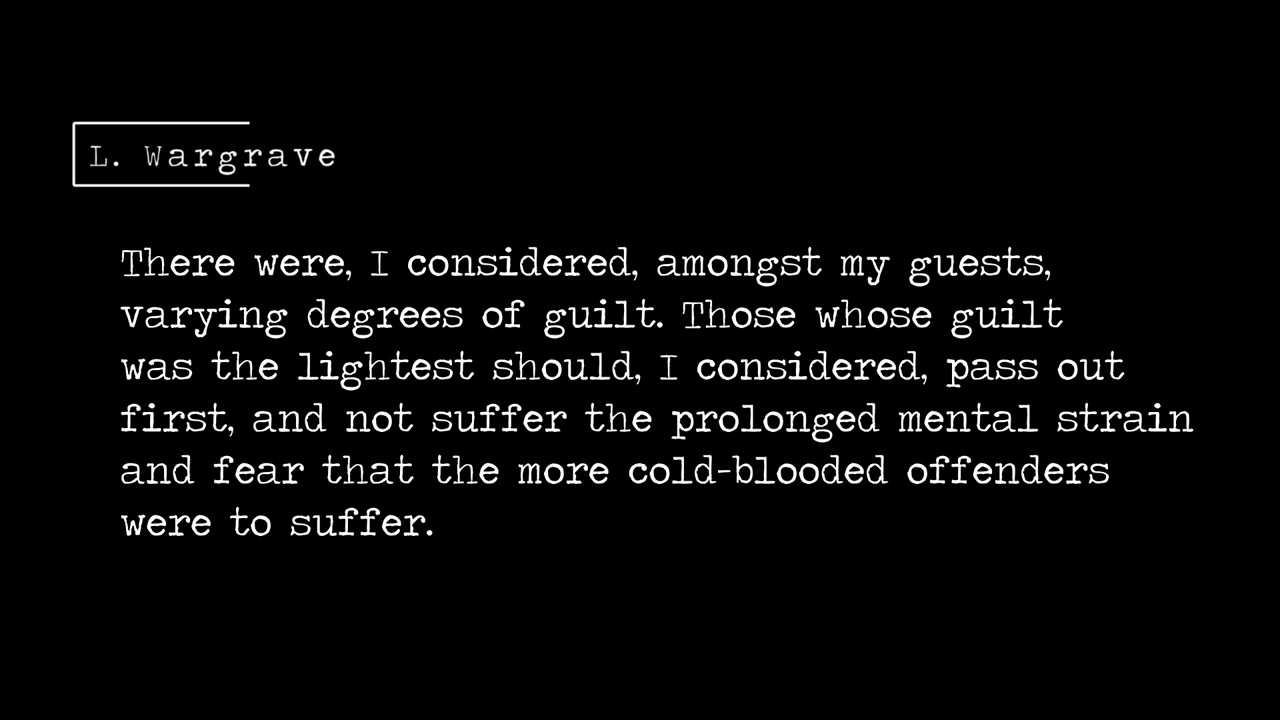 L. Wargrave
There were, I considered, amongst my guests,
varying degrees of guilt. Those whose guilt
was the lightest should, I considered, pass out
first, and not suffer the prolonged mental strain
and fear that the more cold-blooded offenders
were to suffer.